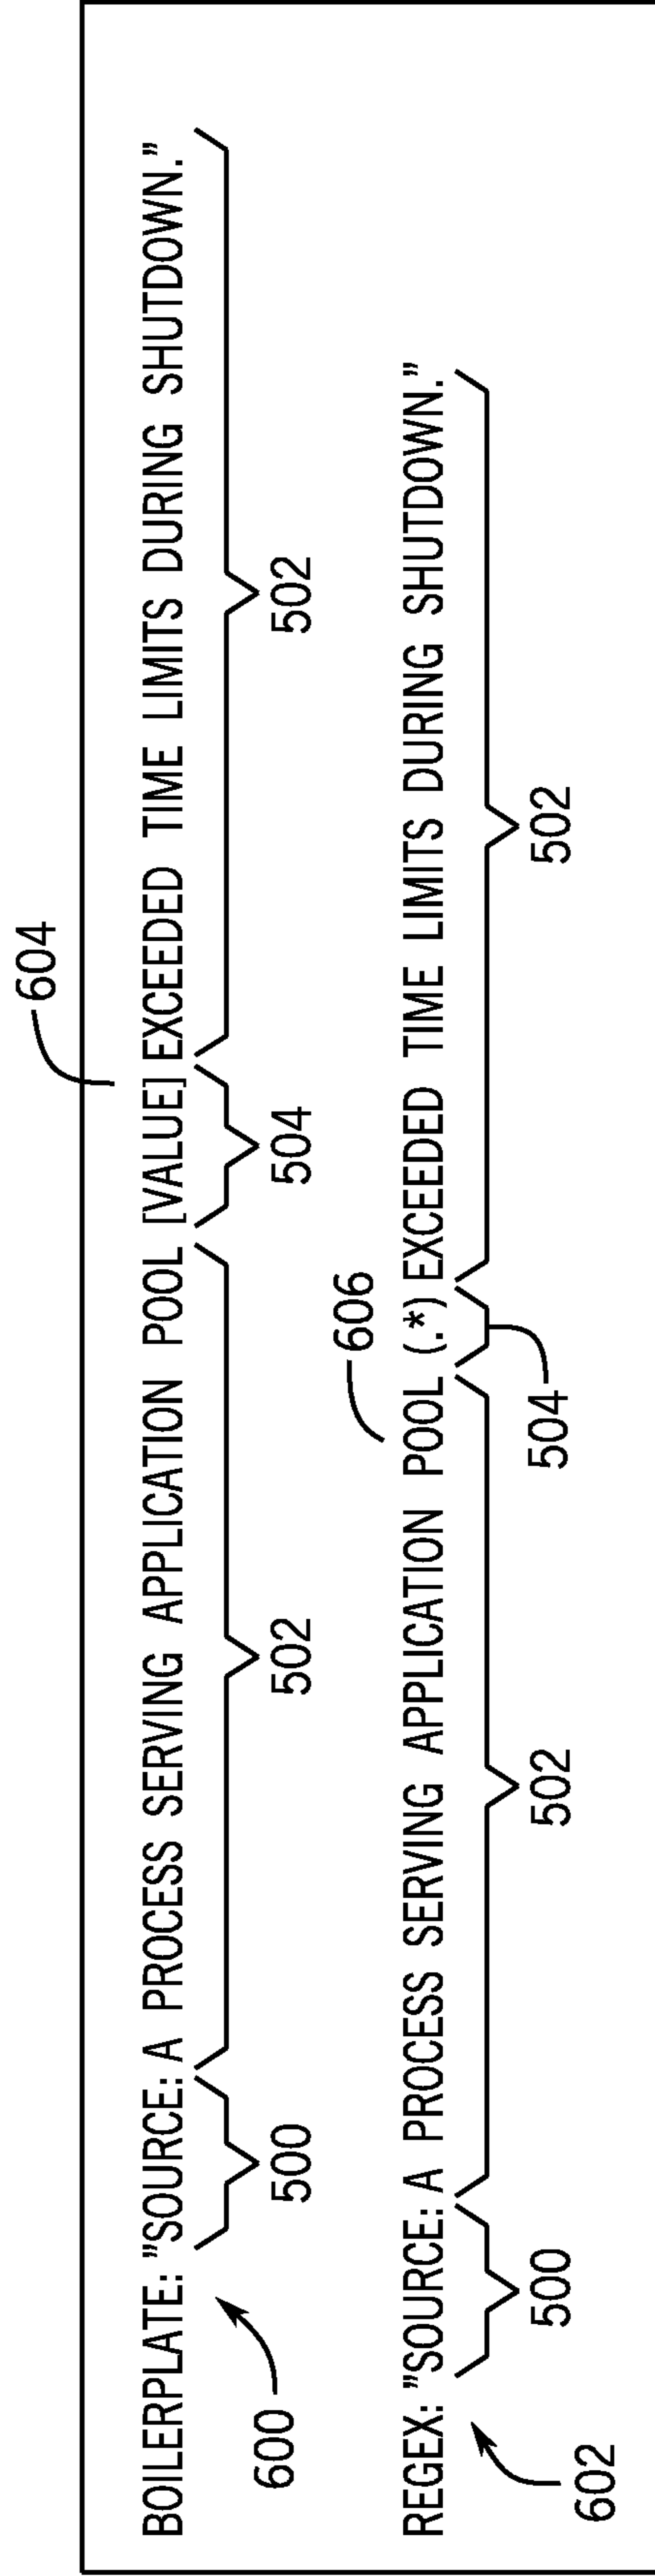 604
BOILERPLATE: "SOURCE: A PROCESS SERVING APPLICATION POOL [VALUE] EXCEEDED TIME LIMITS DURING SHUTDOWN."
600 500 502 504 502
606
REGEX: "SOURCE: A PROCESS SERVING APPLICATION POOL (.*) EXCEEDED TIME LIMITS DURING SHUTDOWN."
602 500 502 504 502